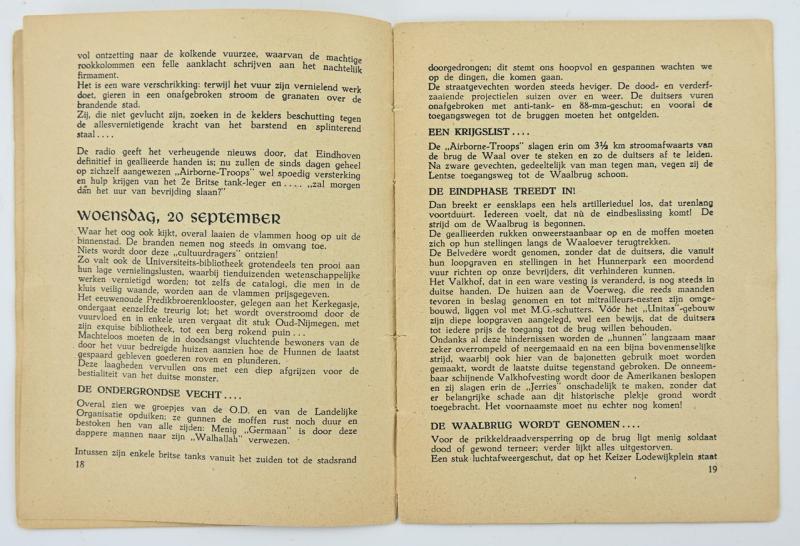 vol ontzetting naar de kolkende vuurzee, waarvan de machtige
rookkolommen een felle aanklacht schrijven aan het nachtelijk
firmament.
Het is een ware verschrikking: terwijl het vuur zijn vernielend werk
doet, gieren in een onafgebroken stroom de granaten over de
brandende stad.
Zij, die niet gevlucht zijn, zoeken in de kelders beschutting tegen
de allesvernietigende kracht van het barstend en splinterend
staal....
De radio geeft het verheugende nieuws door, dat Eindhoven
definitief in geallieerde handen is; nu zullen de sinds dagen geheel
op zichzelf aangewezen „Airborne-Troops" wel spoedig versterking
en hulp krijgen van het 2e Britse tank-leger en.... „zal morgen
dán het uur van bevrijding slaan?"
WOENSDAG, 20 SEPTEMBER
Waar het oog ook kijkt, overal laaien de vlammen hoog op uit de
binnenstad. De branden nemen nog steeds in omvang toe.
Niets wordt door deze „cultuurdragers" ontzien!
Zo valt ook de Universiteits-bibliotheek grotendeels ten prooi aan
hun lage vernielingslusten, waarbij tienduizenden wetenschappelijke
werken vernietigd worden; tot zelfs de catalogi, die men in de
kluis veilig waande, worden aan de vlammen prijsgegeven.
Het eeuwenoude Predikbroerenklooster, gelegen aan het Kerkegasje,
ondergaat eenzelfde treurig lot; het wordt overstroomd door de
vuurvloed en in enkele uren vergaat dit stuk Oud-Nijmegen, met
zijn exquise bibliotheek, tot een berg rokend puin...
Machteloos moeten de in doodsangst vluchtende bewoners van de
door het vuur bedreigde huizen aanzien hoe de Hunnen de laatst
gespaard gebleven goederen roven en plunderen.
Deze laagheden vervullen ons met een diep afgrijzen voor de
bestialiteit van het duitse monster.
DE ONDERGRONDSE VECHT....
Overal zien we groepjes van de O.D. en van de Landelijke
Organisatie opduiken; ze gunnen de moffen rust noch duur en
bestoken hen van alle zijden: Menig „Germaan" is door deze
dappere mannen naar zijn „Walhallah" verwezen.
Intussen zijn enkele britse tanks vanuit het zuiden tot de stadsrand
18
doorgedrongen; dit stemt ons hoopvol en gespannen wachten we
op de dingen, die komen gaan.
De straatgevechten worden steeds heviger. De dood- en verderf-
zaaiende projectielen suizen over en weer. De duitsers vuren
onafgebroken met anti-tank- en 88-mm-geschut; en vooral de
toegangswegen tot de bruggen moeten het ontgelden.
EEN KRIJGSLIST....
De „Airborne-Troops" slagen erin om 3½ km stroomafwaarts van
de brug de Waal over te steken en zo de duitsers af te leiden.
Na zware gevechten, gedeeltelijk van man tegen man, vegen zij de
Lentse toegangsweg tot de Waalbrug schoon.
DE EINDPHASE TREEDT IN!
Dan breekt er eensklaps een hels artillerieduel los, dat urenlang
voortduurt. Iedereen voelt, dat nù de eindbeslissing komt! De
strijd om de Waalbrug is begonnen.
De geallieerden rukken onweerstaanbaar op en de moffen moeten
zich op hun stellingen langs de Waaloever terugtrekken.
De Belvedère wordt genomen, zonder dat de duitsers, die vanuit
hun loopgraven en stellingen in het Hunnerpark een moordend
vuur richten op onze bevrijders, dit verhinderen kunnen.
Het Valkhof, dat in een ware vesting is veranderd, is nog steeds in
duitse handen. De huizen aan de Voerweg, die reeds maanden
tevoren in beslag genomen en tot mitrailleurs-nesten zijn omge-
bouwd, liggen vol met M.G.-schutters. Vóór het „Unitas"-gebouw
zijn diepe loopgraven aangelegd, wel een bewijs, dat de duitsers
tot iedere prijs de toegang tot de brug willen behouden.
Ondanks al deze hindernissen worden de „hunnen" langzaam maar
zeker overrompeld of neergemaaid en na een bijna bovenmenselijke
strijd, waarbij ook hier van de bajonetten gebruik moet worden
gemaakt, wordt de laatste duitse tegenstand gebroken. De onneem-
baar schijnende Valkhofvesting wordt door de Amerikanen beslopen
en zij slagen erin de „Jerries" onschadelijk te maken, zonder dat
er belangrijke schade aan dit historische plekje grond wordt
toegebracht. Het voornaamste moet nu echter nog komen!
DE WAALBRUG WORDT GENOMEN....
Voor de prikkeldraadversperring op de brug ligt menig soldaat
dood of gewond terneer; verder lijkt alles uitgestorven.
Een stuk luchtafweergeschut, dat op het Keizer Lodewijkplein staat
19